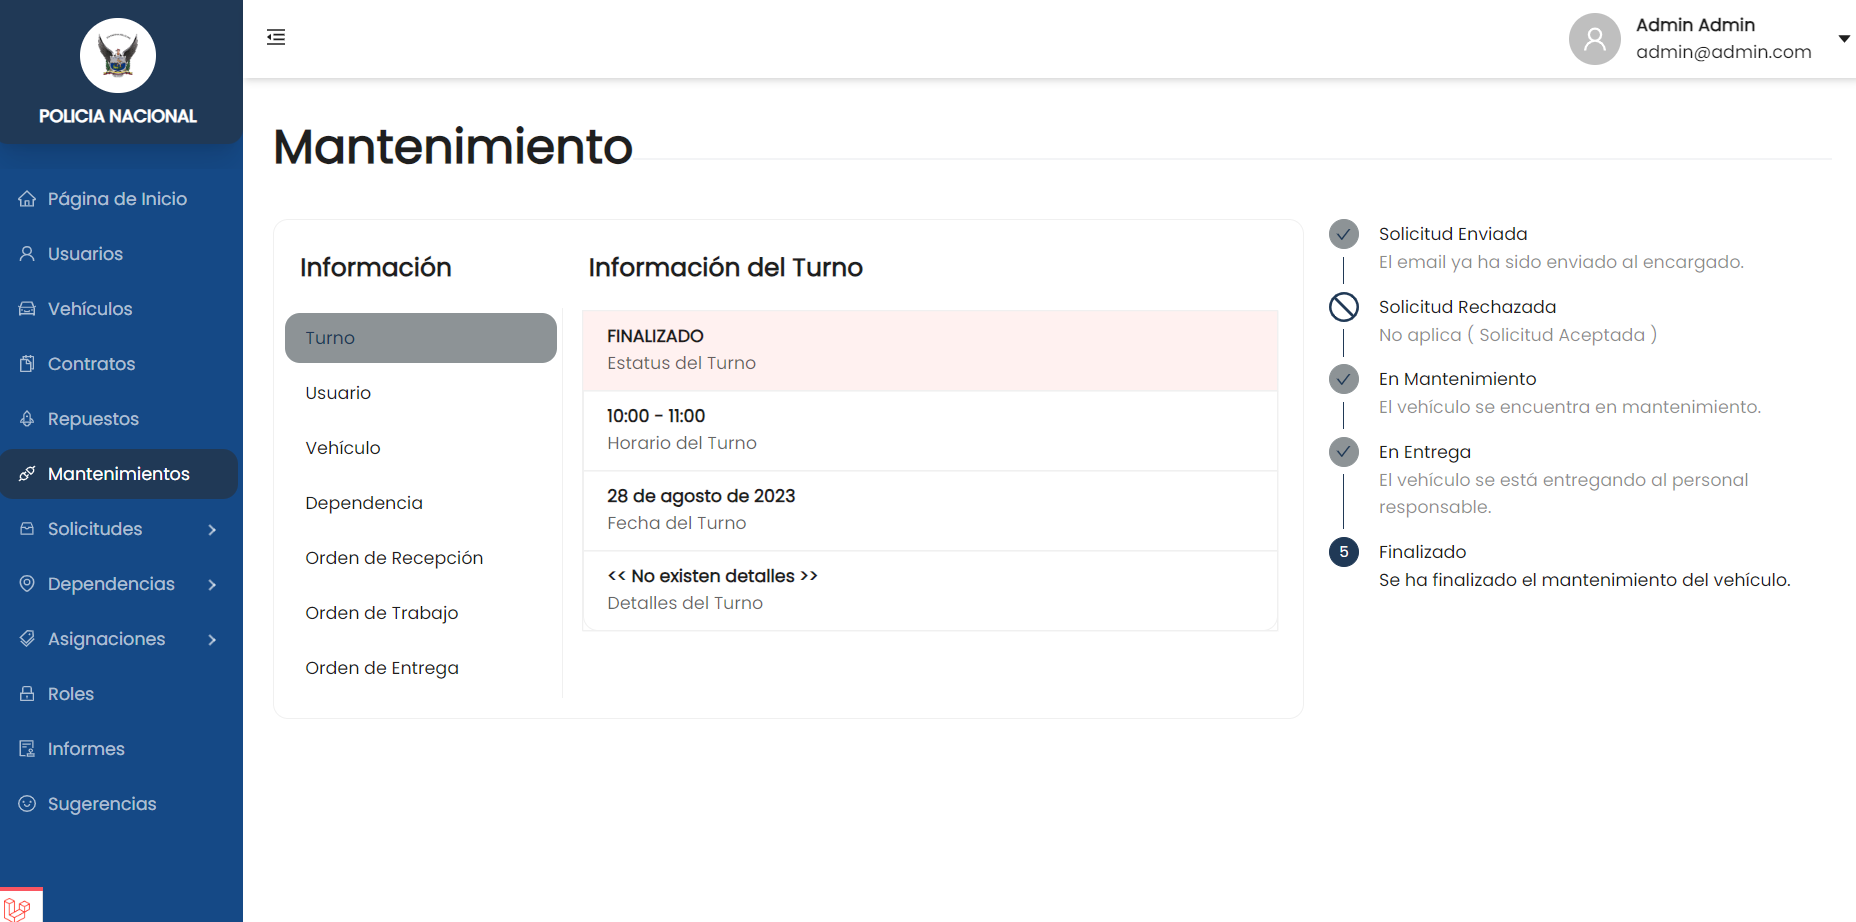 POLICIA NACIONAL
Página de Inicio
Usuarios
Vehículos
Contratos
Repuestos
Mantenimientos
Solicitudes
Dependencias
Asignaciones
Roles
Informes
Sugerencias
Admin Admin
admin@admin.com
Mantenimiento
Información
Turno
Usuario
Vehículo
Dependencia
Orden de Recepción
Orden de Trabajo
Orden de Entrega
Información del Turno
FINALIZADO
Estatus del Turno
10:00 - 11:00
Horario del Turno
28 de agosto de 2023
Fecha del Turno
<< No existen detalles >>
Detalles del Turno
Solicitud Enviada
El email ya ha sido enviado al encargado.
Solicitud Rechazada
No aplica ( Solicitud Aceptada )
En Mantenimiento
El vehículo se encuentra en mantenimiento.
En Entrega
El vehículo se está entregando al personal
responsable.
5 Finalizado
Se ha finalizado el mantenimiento del vehículo.